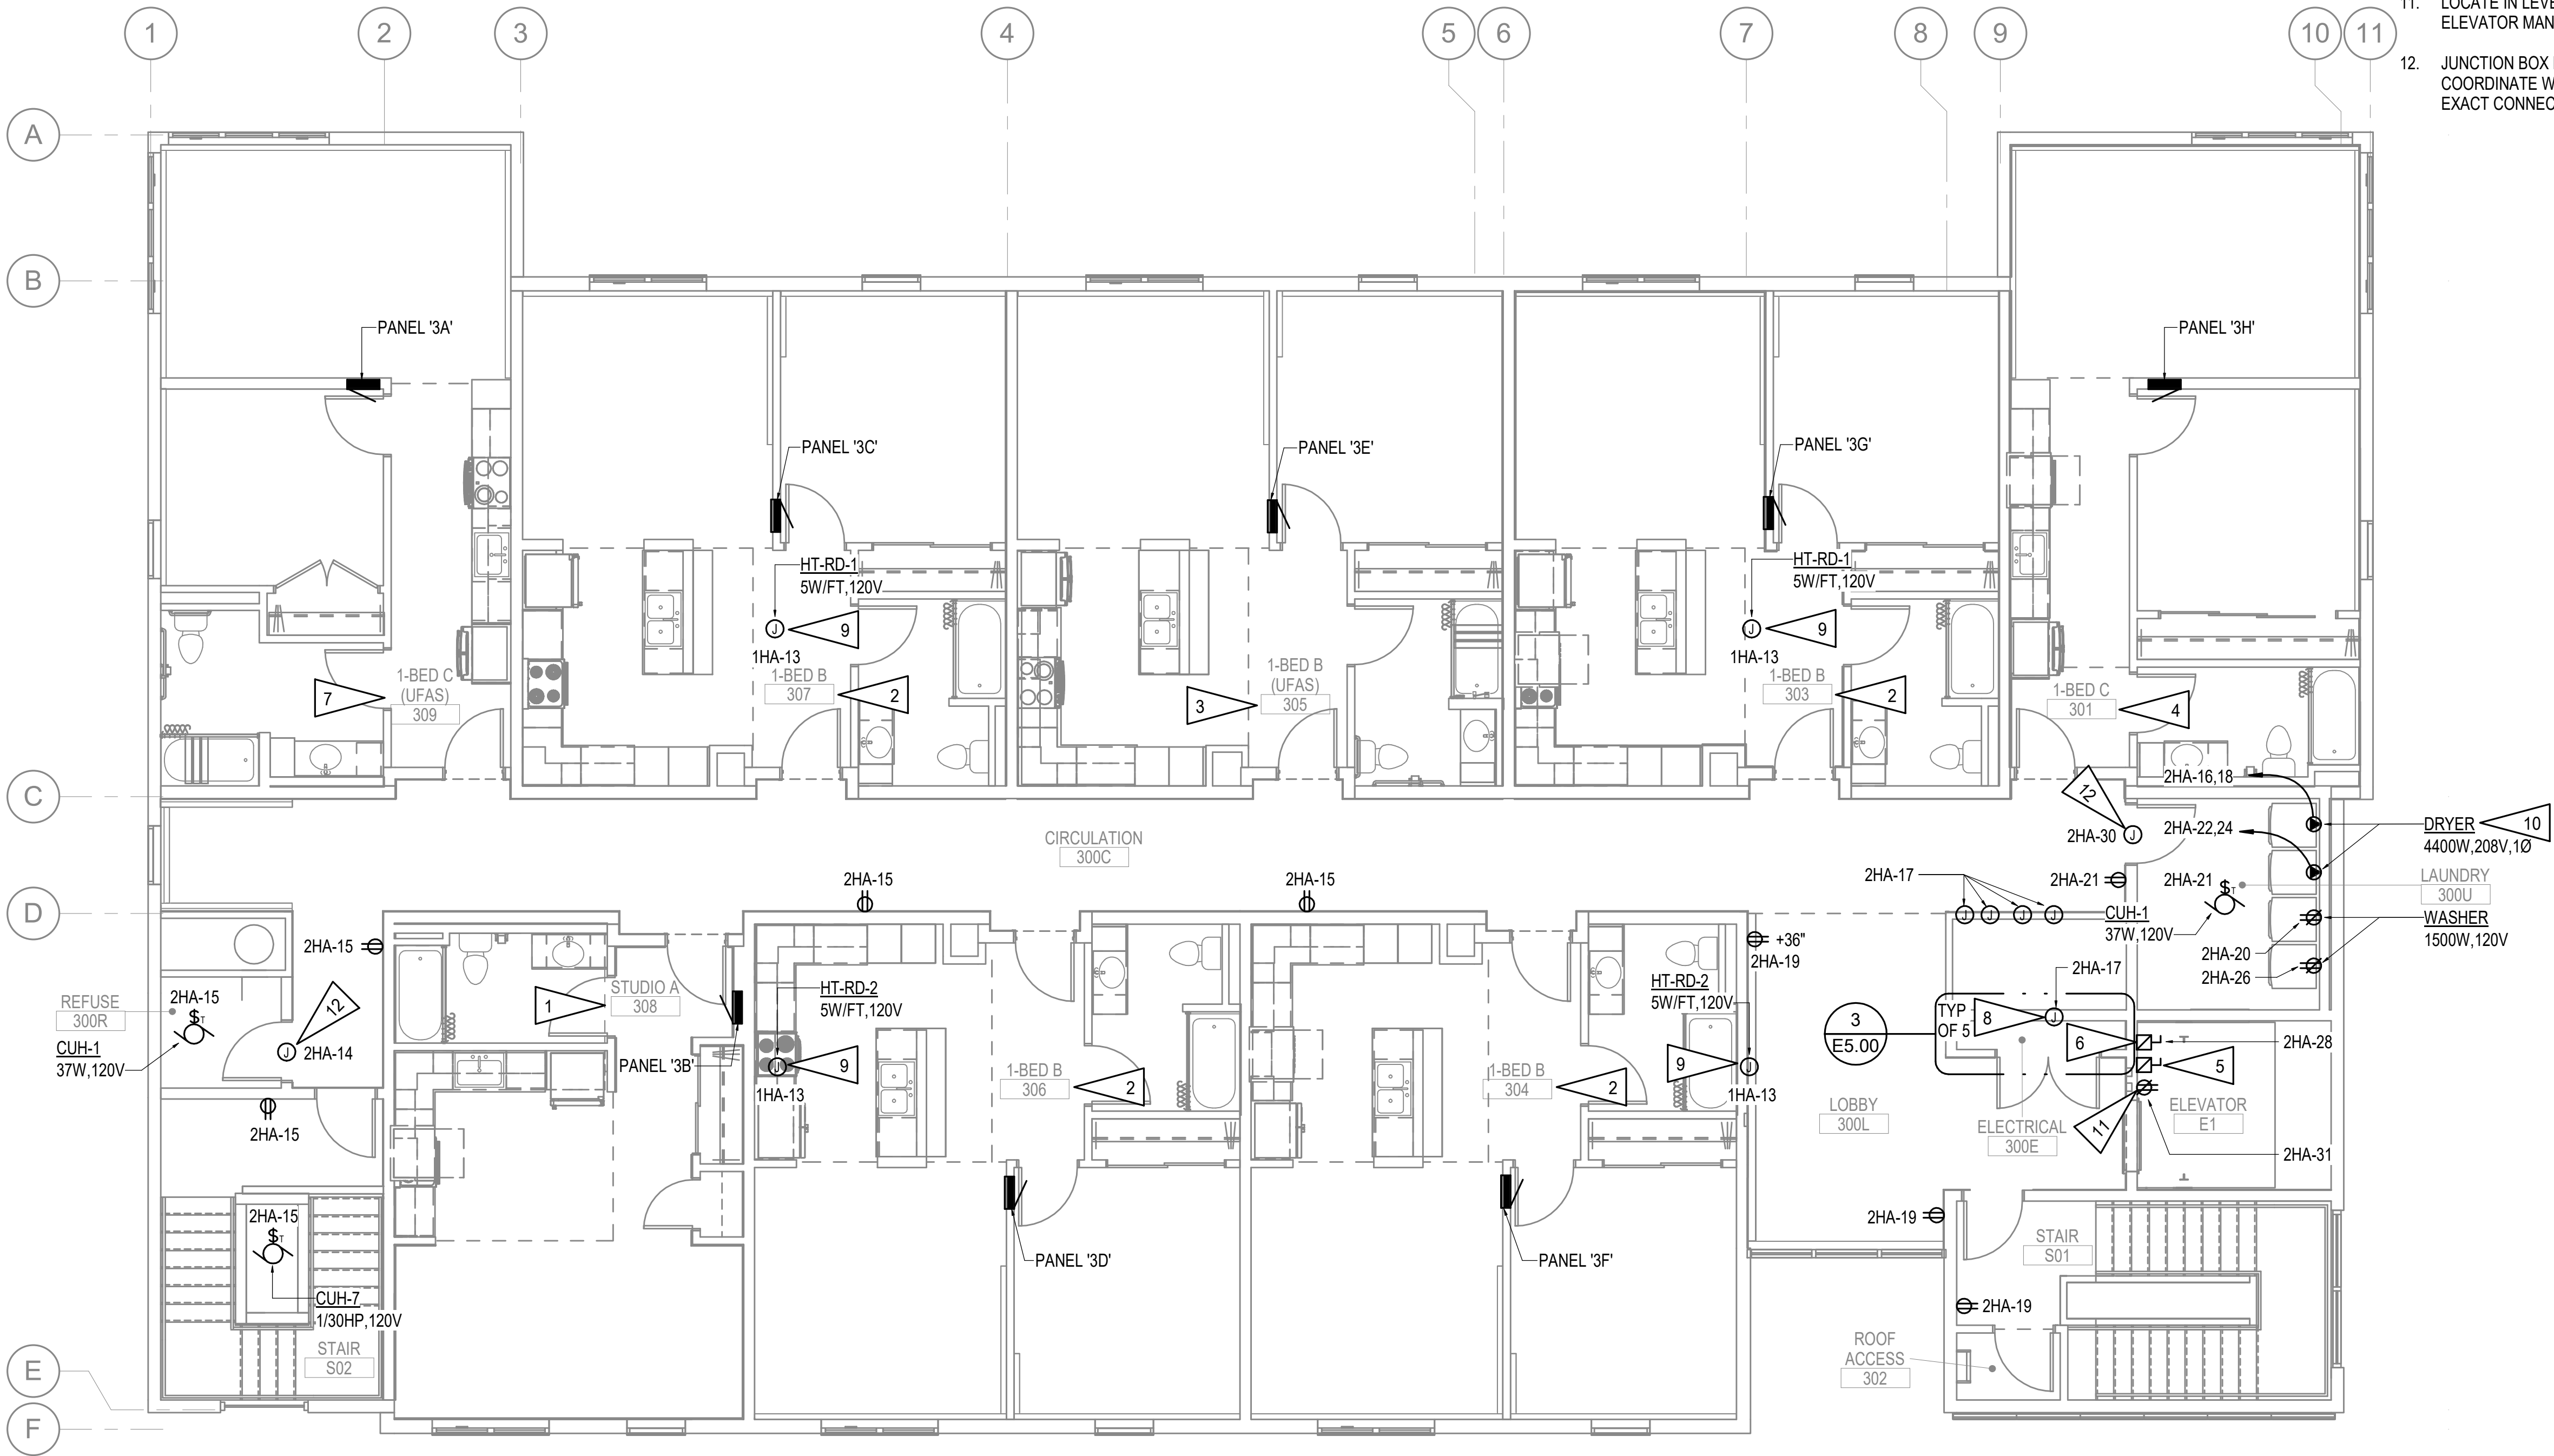 1
2
3
4
5
6
7
8
9
10
11
11. LOCATE IN LEVE
ELEVATOR MAN
12. JUNCTION BOX
COORDINATE W
EXACT CONNEC
A
B
PANEL '3A'
PANEL '3H'
PANEL '3C'
PANEL '3E'
PANEL '3G'
HT-RD-1
5W/FT,120V
9
1HA-13
HT-RD-1
5W/FT,120V
9
1HA-13
7
1-BED C
(UFAS)
309
1-BED B
307
2
3
1-BED B
(UFAS)
305
1-BED B
303
2
1-BED C
301
4
C
2HA-16,18
12
2HA-30
2HA-22,24
DRYER
10
4400W,208V,1Ø
CIRCULATION
300C
D
2HA-15
2HA-15
2HA-17
2HA-21
2HA-21
$T
LAUNDRY
300U
CUH-1
37W,120V
WASHER
1500W,120V
2HA-20
2HA-26
2HA-15
+36"
2HA-19
2HA-17
REFUSE
300R
2HA-15
$T
CUH-1
37W,120V
12
J
2HA-14
1
STUDIO A
308
PANEL '3B'
HT-RD-2
5W/FT,120V
J
9
1HA-13
1-BED B
306
2
1-BED B
304
2
HT-RD-2
5W/FT,120V
9
J
1HA-13
3
E5.00
TYP
OF 5
8
J
6
2HA-28
5
11
2HA-31
LOBBY
300L
ELECTRICAL
300E
ELEVATOR
E1
2HA-15
2HA-15
$T
CUH-7
1/30HP,120V
STAIR
S02
PANEL '3D'
PANEL '3F'
2HA-19
STAIR
S01
2HA-19
ROOF
ACCESS
302
E
F